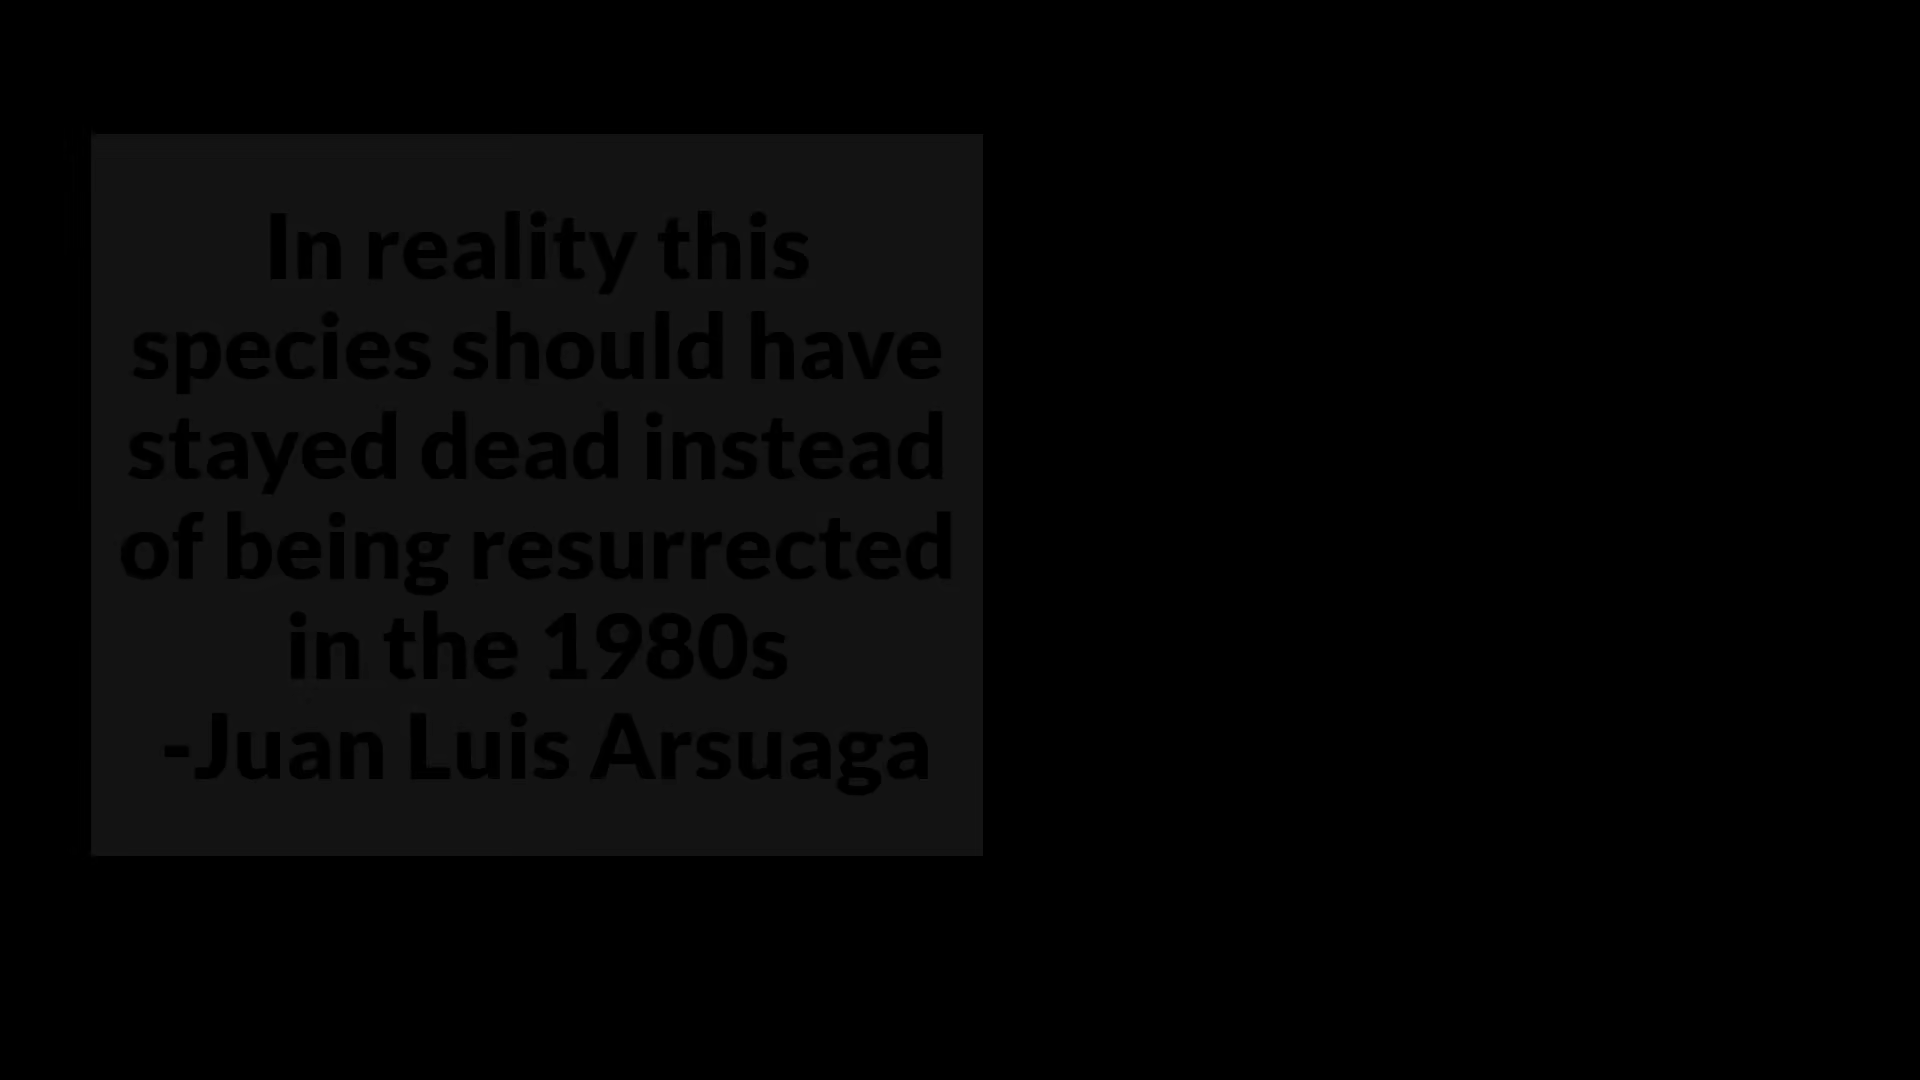 In reality this
species should have
stayed dead instead
of being resurrected
in the 1980s
-Juan Luis Arsuaga